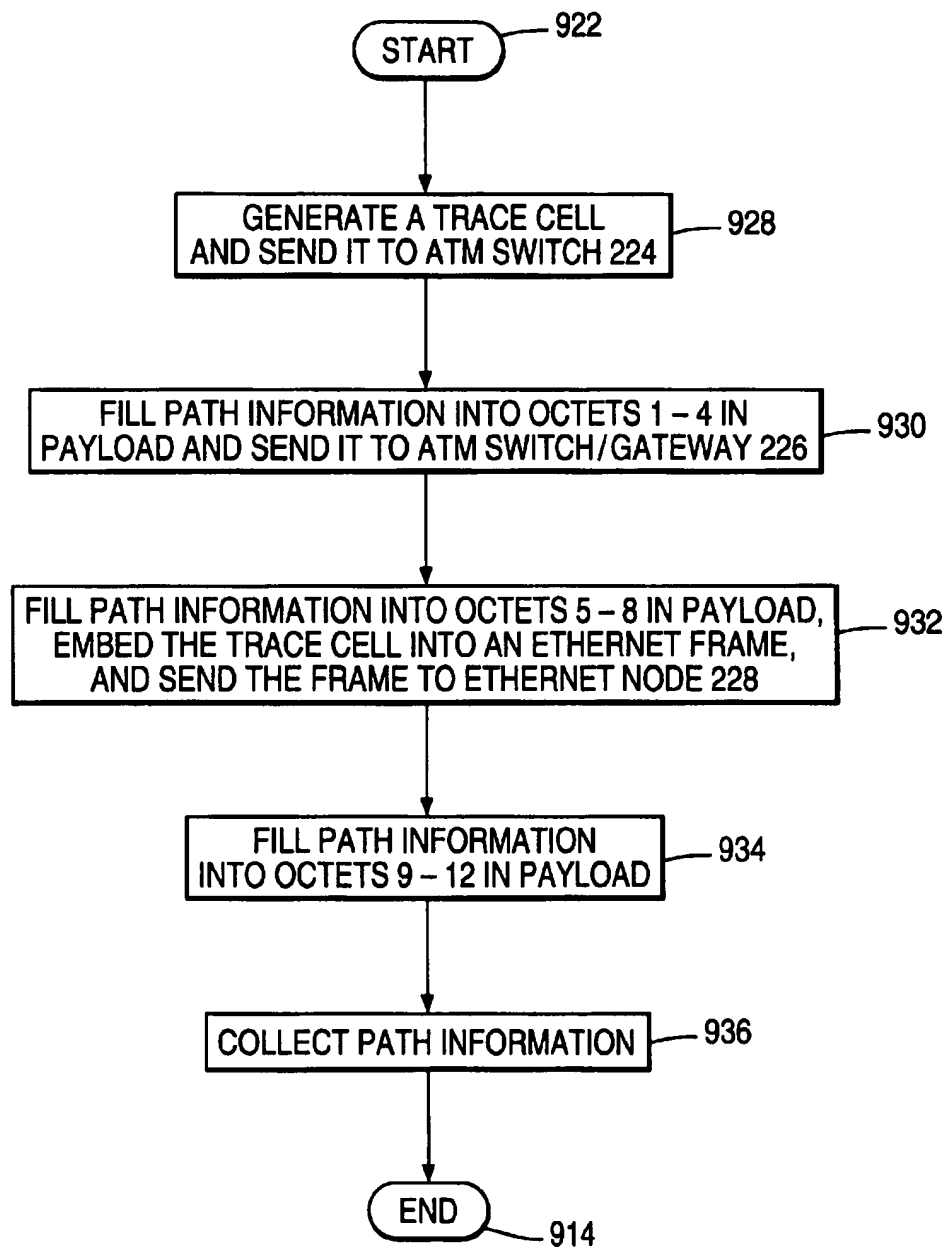 START
922
GENERATE A TRACE CELL
AND SEND IT TO ATM SWITCH 224
928
FILL PATH INFORMATION INTO OCTETS 1 – 4 IN
PAYLOAD AND SEND IT TO ATM SWITCH/GATEWAY 226
930
FILL PATH INFORMATION INTO OCTETS 5 – 8 IN PAYLOAD,
EMBED THE TRACE CELL INTO AN ETHERNET FRAME,
AND SEND THE FRAME TO ETHERNET NODE 228
932
FILL PATH INFORMATION
INTO OCTETS 9 – 12 IN PAYLOAD
934
COLLECT PATH INFORMATION
936
END
914